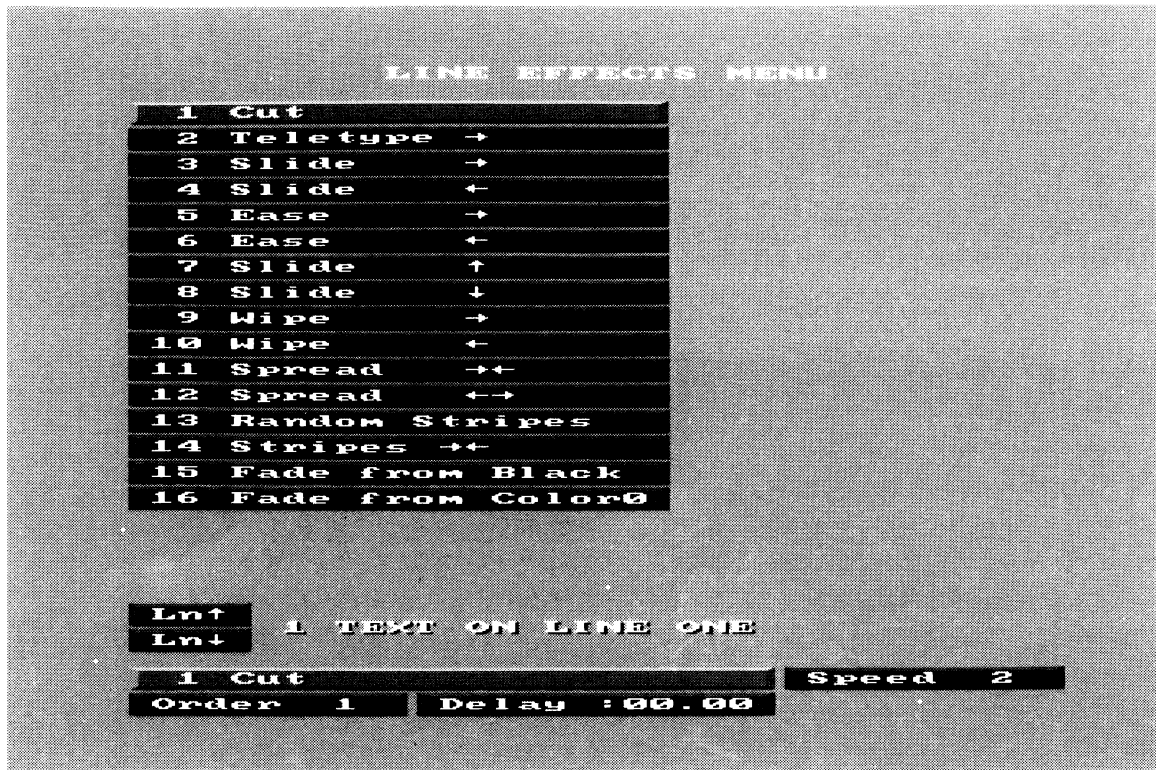 LINE EFFECTS MENU
1 Cut
2 Teletype →
3 Slide →
4 Slide ←
5 Ease →
6 Ease ←
7 Slide ↑
8 Slide ↓
9 Wipe →
10 Wipe ←
11 Spread →←
12 Spread ←→
13 Random Stripes
14 Stripes →←
15 Fade from Black
16 Fade from Color0
Ln↑
Ln↓
1 TEXT ON LINE ONE
1 Cut
Speed 2
Order 1
Delay :00.00